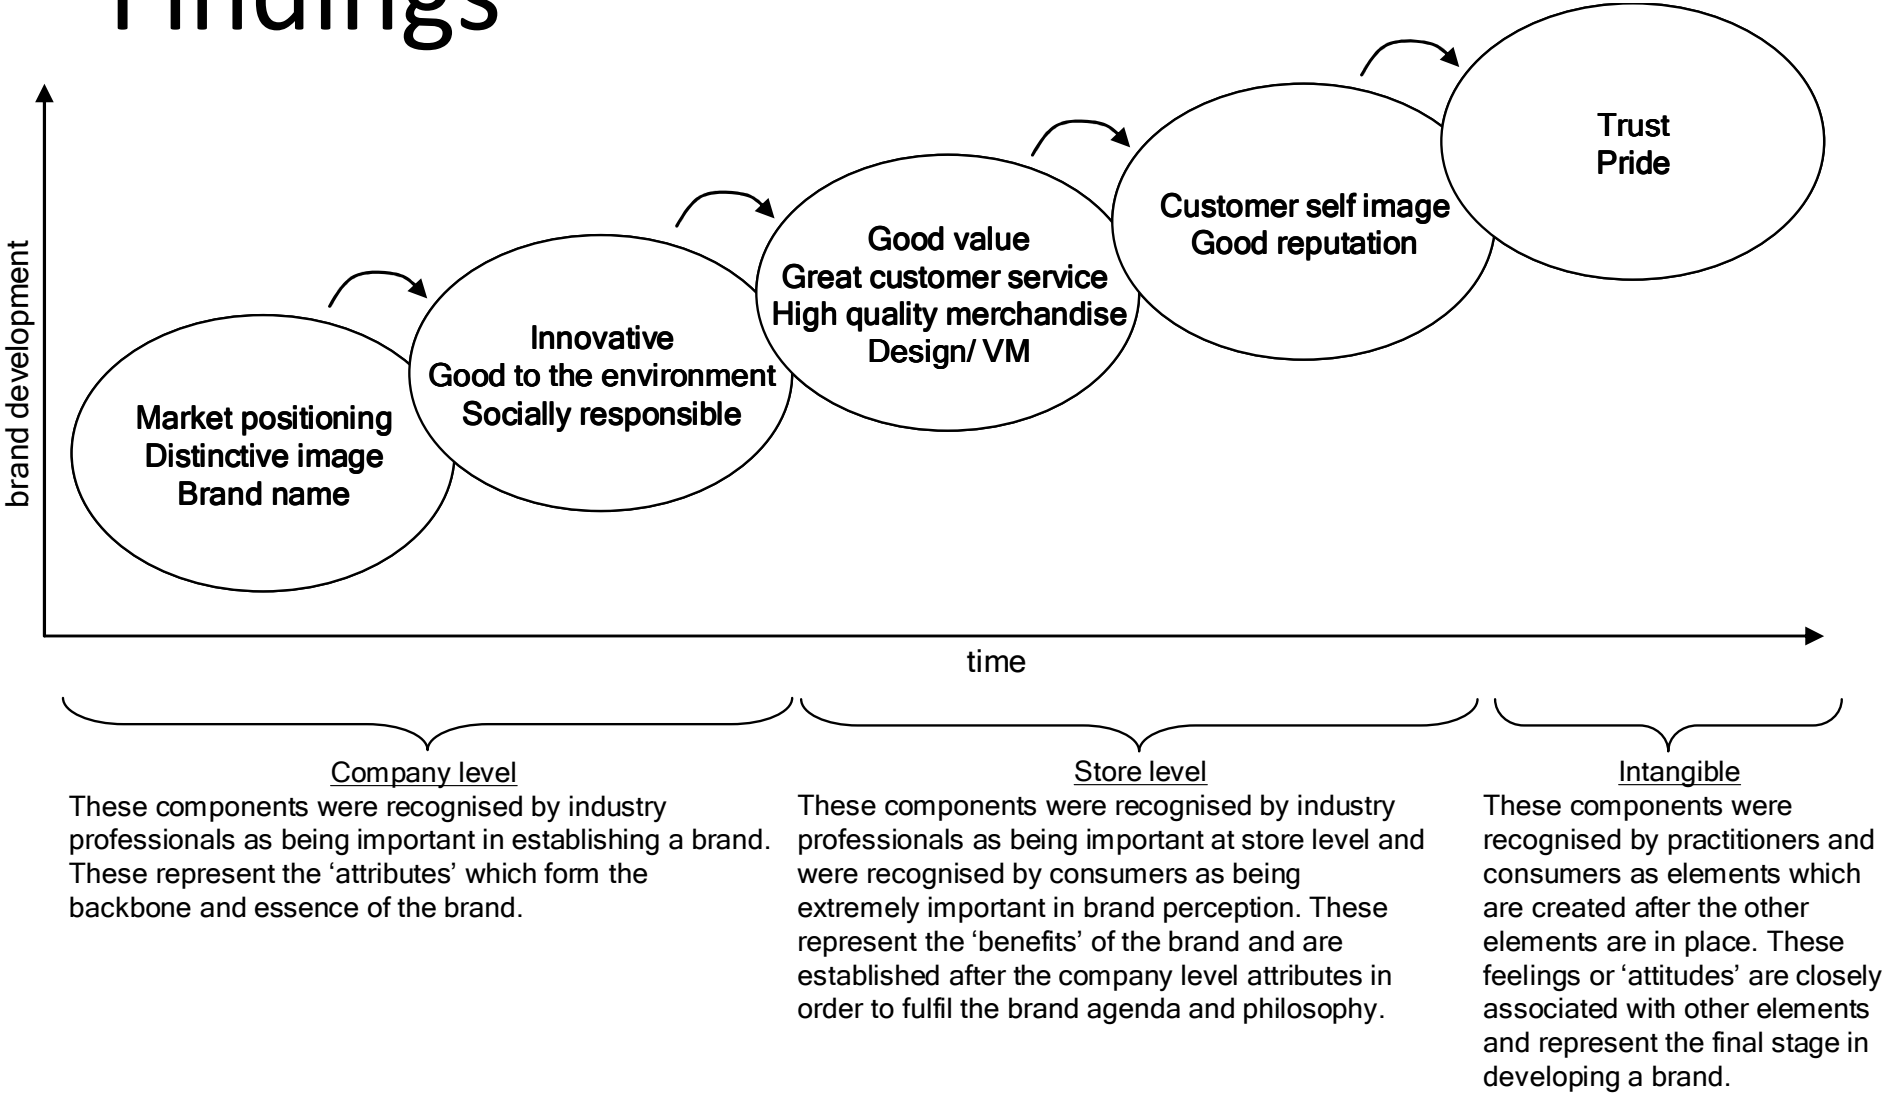 Findings
brand development
Market positioning
Distinctive image
Brand name
Innovative
Good to the environment
Socially responsible
Good value
Great customer service
High quality merchandise
Design/ VM
Customer self image
Good reputation
Trust
Pride
time
Company level
These components were recognised by industry
professionals as being important in establishing a brand.
These represent the ‘attributes’ which form the
backbone and essence of the brand.
Store level
These components were recognised by industry
professionals as being important at store level and
were recognised by consumers as being
extremely important in brand perception. These
represent the ‘benefits’ of the brand and are
established after the company level attributes in
order to fulfil the brand agenda and philosophy.
Intangible
These components were
recognised by practitioners and
consumers as elements which
are created after the other
elements are in place. These
feelings or ‘attitudes’ are closely
associated with other elements
and represent the final stage in
developing a brand.